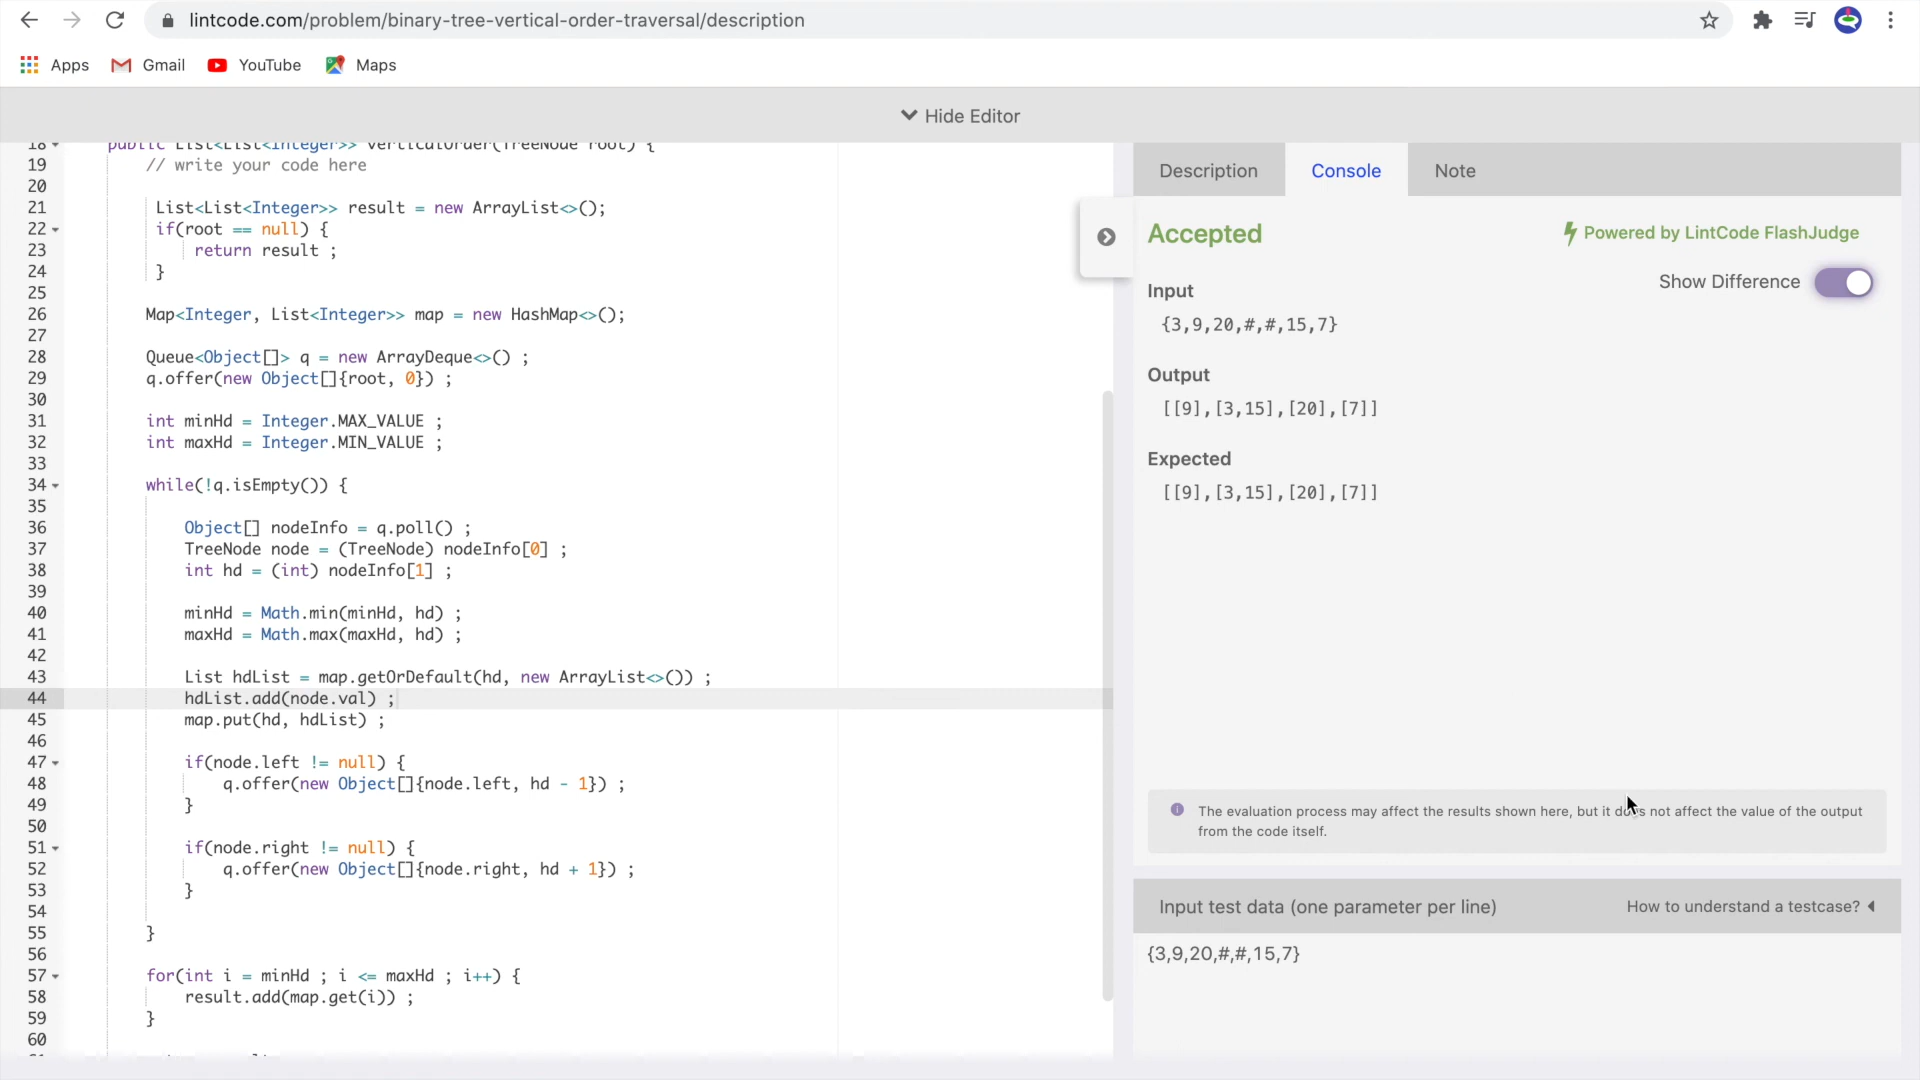 lintcode.com/problem/binary-tree-vertical-order-traversal/description
Apps Gmail YouTube Maps
Hide Editor
18 public List<List<Integer>> verticalOrder(TreeNode root) {
19 // write your code here
20
21 List<List<Integer>> result = new ArrayList<>();
22 if(root == null) {
23 return result ;
24 }
25
26 Map<Integer, List<Integer>> map = new HashMap<>();
27
28 Queue<Object[]> q = new ArrayDeque<>() ;
29 q.offer(new Object[]{root, 0}) ;
30
31 int minHd = Integer.MAX_VALUE ;
32 int maxHd = Integer.MIN_VALUE ;
33
34 while(!q.isEmpty()) {
35
36 Object[] nodeInfo = q.poll() ;
37 TreeNode node = (TreeNode) nodeInfo[0] ;
38 int hd = (int) nodeInfo[1] ;
39
40 minHd = Math.min(minHd, hd) ;
41 maxHd = Math.max(maxHd, hd) ;
42
43 List hdList = map.getOrDefault(hd, new ArrayList<>()) ;
44 hdList.add(node.val) ;
45 map.put(hd, hdList) ;
46
47 if(node.left != null) {
48 q.offer(new Object[]{node.left, hd - 1}) ;
49 }
50
51 if(node.right != null) {
52 q.offer(new Object[]{node.right, hd + 1}) ;
53 }
54
55 }
56
57 for(int i = minHd ; i <= maxHd ; i++) {
58 result.add(map.get(i)) ;
59 }
60
Description Console Note
Accepted
Powered by LintCode FlashJudge
Show Difference
Input
{3,9,20,#,#,15,7}
Output
[[9],[3,15],[20],[7]]
Expected
[[9],[3,15],[20],[7]]
The evaluation process may affect the results shown here, but it does not affect the value of the output
from the code itself.
Input test data (one parameter per line) How to understand a testcase?
{3,9,20,#,#,15,7}